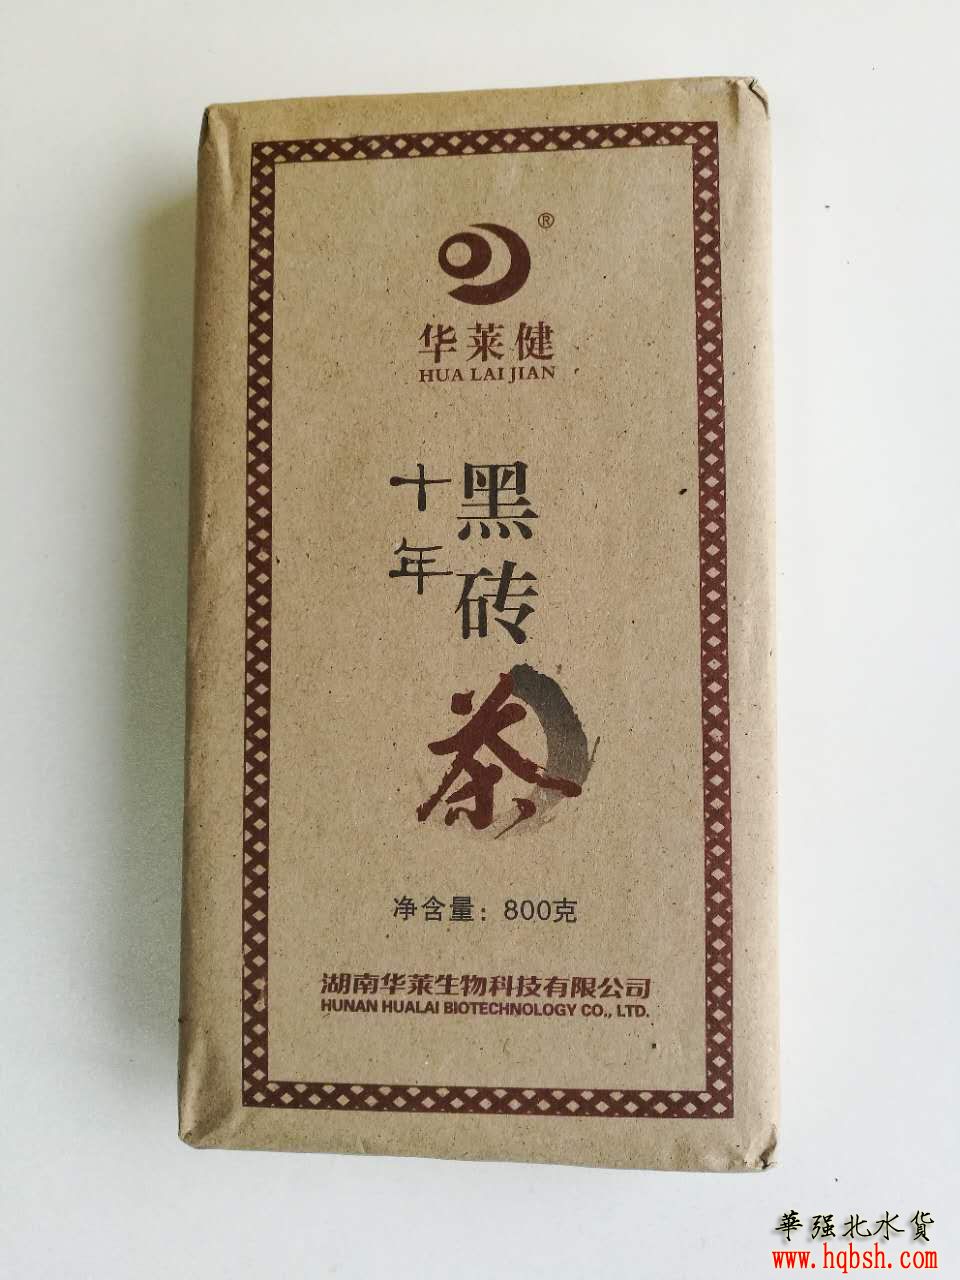 ®
华莱健
HUA LAI JIAN
黑砖茶
十年
净含量：800克
湖南华莱生物科技有限公司
HUNAN HUALAI BIOTECHNOLOGY CO., LTD.
華强北水貨
www.hqbsh.com